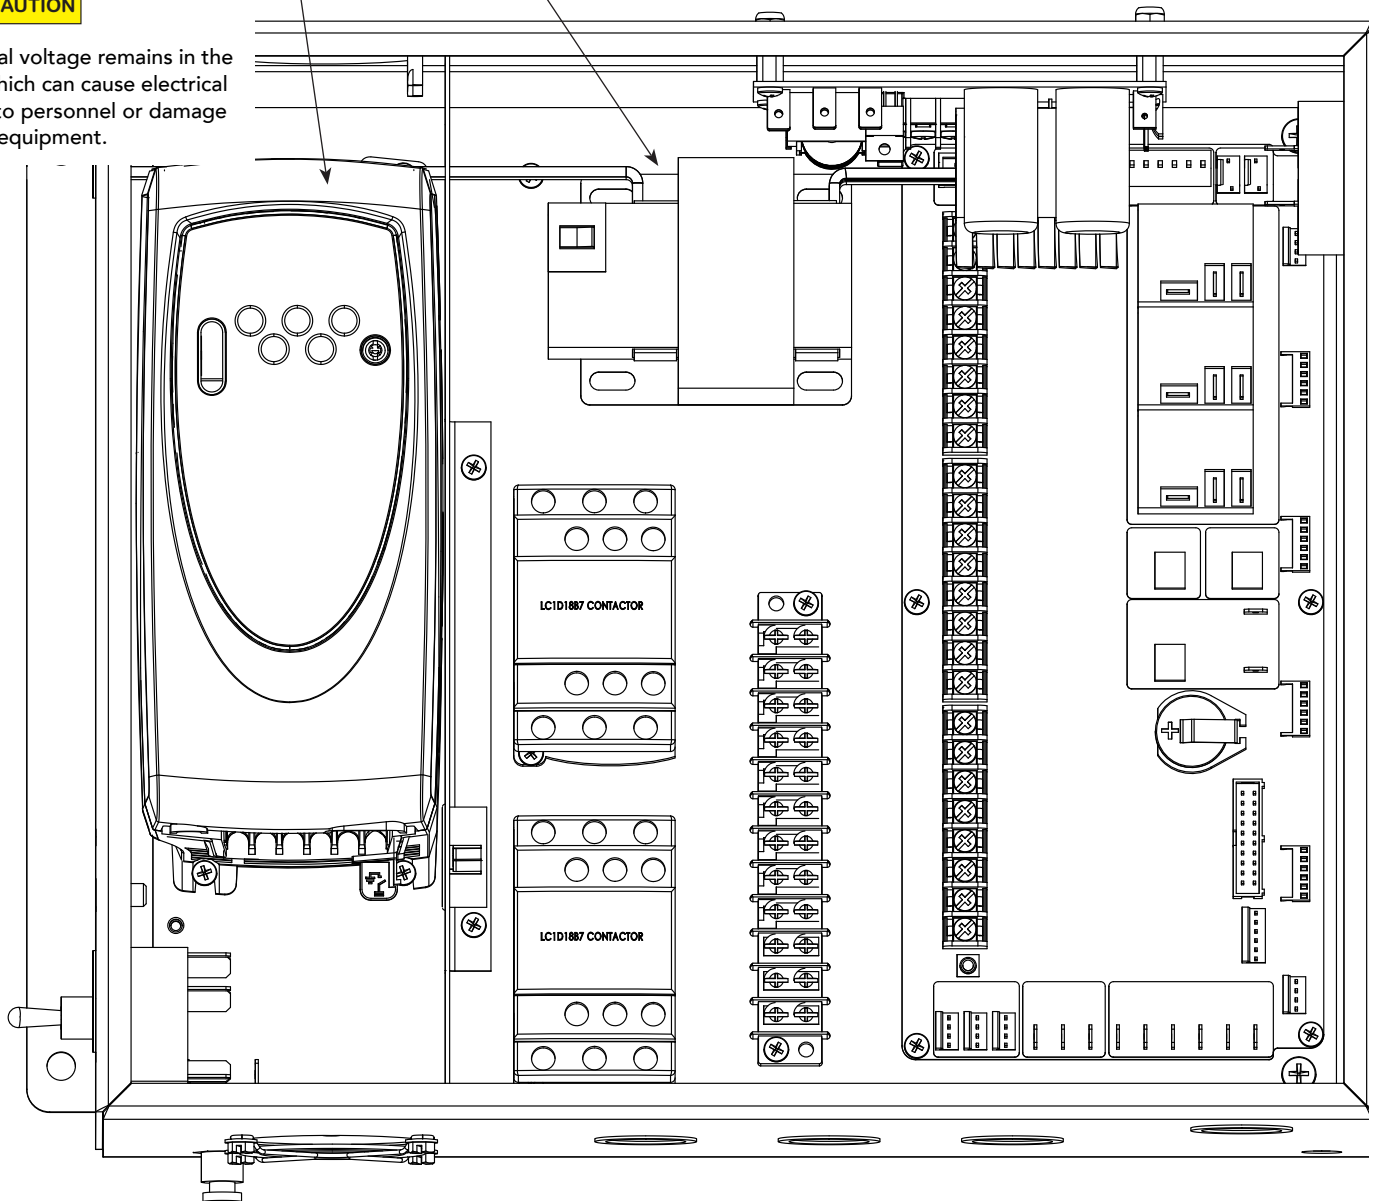 AUTION
al voltage remains in the
hich can cause electrical
to personnel or damage
equipment.
LC1D18B7 CONTACTOR
LC1D18B7 CONTACTOR